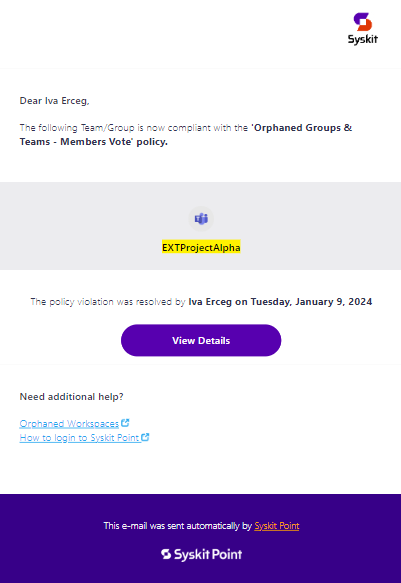 Syskit
Dear Iva Erceg,
The following Team/Group is now compliant with the 'Orphaned Groups &
Teams - Members Vote' policy.
EXTProjectAlpha
The policy violation was resolved by Iva Erceg on Tuesday, January 9, 2024
View Details
Need additional help?
Orphaned Workspaces
How to login to Syskit Point
This e-mail was sent automatically by Syskit Point
Syskit Point